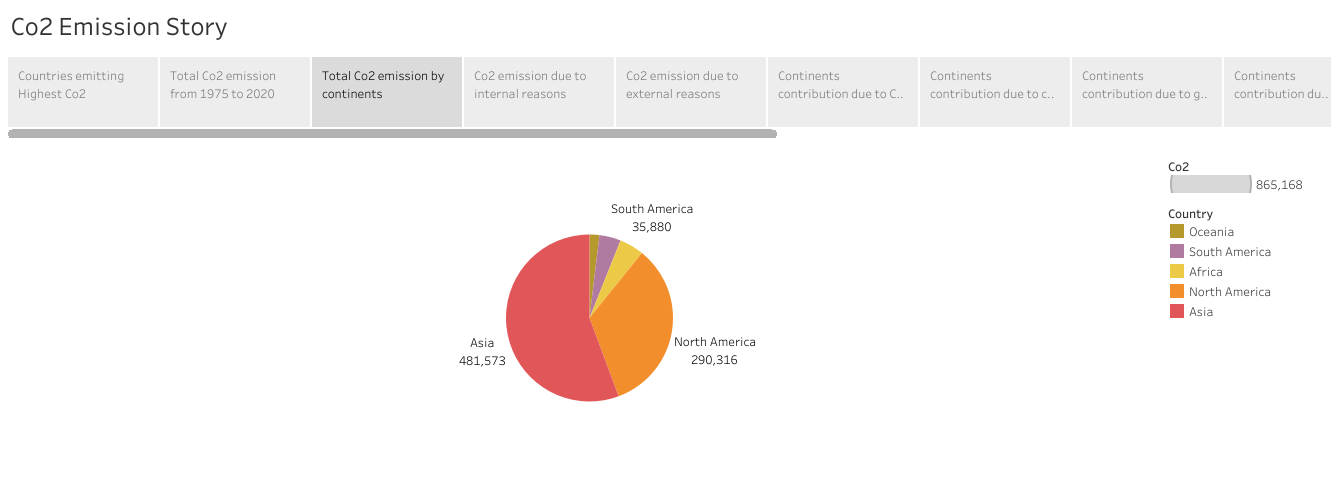 Co2 Emission Story
Countries emitting
Highest Co2
Total Co2 emission
from 1975 to 2020
Total Co2 emission by
continents
Co2 emission due to
internal reasons
Co2 emission due to
external reasons
Continents
contribution due to C..
Continents
contribution due to c..
Continents
contribution due to g..
Continents
contribution du..
Co2
865,168
Country
Oceania
South America
Africa
North America
Asia
South America
35,880
North America
290,316
Asia
481,573